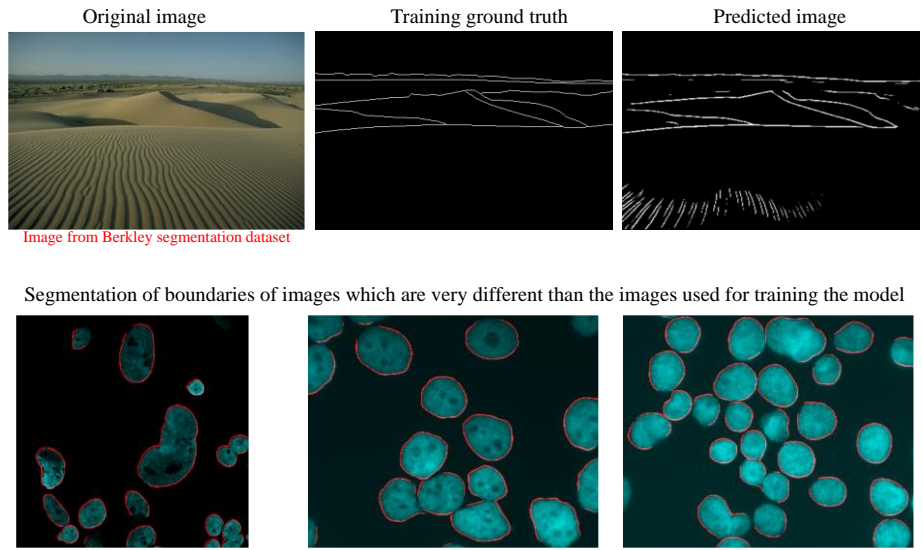 Original image
Training ground truth
Predicted image
Image from Berkley segmentation dataset
Segmentation of boundaries of images which are very different than the images used for training the model